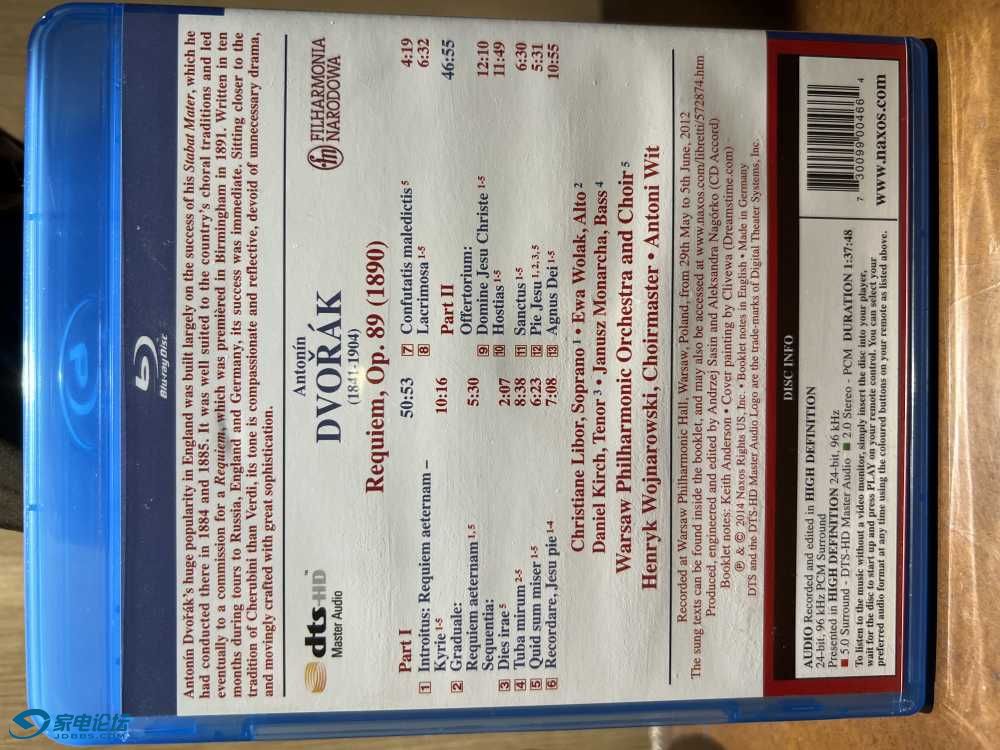 Blu-ray Disc
Antonín Dvořák's huge popularity in England was built largely on the success of his Stabat Mater, which he
had conducted there in 1884 and 1885. It was well suited to the country's choral traditions and led
eventually to a commission for a Requiem, which was premièred in Birmingham in 1891. Written in ten
months during tours to Russia, England and Germany, its success was immediate. Sitting closer to the
tradition of Cherubini than Verdi, its tone is compassionate and reflective, devoid of unnecessary drama,
and movingly crafted with great sophistication.
dts-HD
Master Audio
Antonín
DVOŘÁK
(1841-1904)
Requiem, Op. 89 (1890)
fn FILHARMONIA
NARODOWA
Part I 50:53
1 Introitus: Requiem aeternam –
Kyrie 1-5 10:16
2 Graduale:
Requiem aeternam 1, 5 5:30
Sequentia:
3 Dies irae 5 2:07
4 Tuba mirum 2-5 8:38
5 Quid sum miser 1-5 6:23
6 Recordare, Jesu pie 1-4 7:08
7 Confutatis maledictis 5 4:19
8 Lacrimosa 1-5 6:32
Part II 46:55
Offertorium:
9 Domine Jesu Christe 1-5 12:10
10 Hostias 1-5 11:49
11 Sanctus 1-5 6:30
12 Pie Jesu 1, 2, 3, 5 5:31
13 Agnus Dei 1-5 10:55
Christiane Libor, Soprano 1 • Ewa Wolak, Alto 2
Daniel Kirch, Tenor 3 • Janusz Monarcha, Bass 4
Warsaw Philharmonic Orchestra and Choir 5
Henryk Wojnarowski, Choirmaster • Antoni Wit
Recorded at Warsaw Philharmonic Hall, Warsaw, Poland, from 29th May to 5th June, 2012
The sung texts can be found inside the booklet, and may also be accessed at www.naxos.com/libretti/572874.htm
Produced, engineered and edited by Andrzej Sasin and Aleksandra Nagórko (CD Accord)
Booklet notes: Keith Anderson • Cover painting by Clivewa (Dreamstime.com)
℗ & © 2014 Naxos Rights US, Inc. • Booklet notes in English • Made in Germany
DTS and the DTS-HD Master Audio Logo are the trade-marks of Digital Theater Systems, Inc.
DISC INFO
AUDIO Recorded and edited in HIGH DEFINITION
24-bit, 96 kHz PCM Surround
Presented in HIGH DEFINITION 24-bit, 96 kHz
■ 5.0 Surround - DTS-HD Master Audio ■ 2.0 Stereo - PCM DURATION 1:37:48
To listen to the music without a video monitor, simply insert the disc into your player,
wait for the disc to start up and press PLAY on your remote control. You can select your
preferred audio format at any time using the coloured buttons on your remote as listed above.
7 30099 00466 4
www.naxos.com
家电论坛
JDBBS.COM